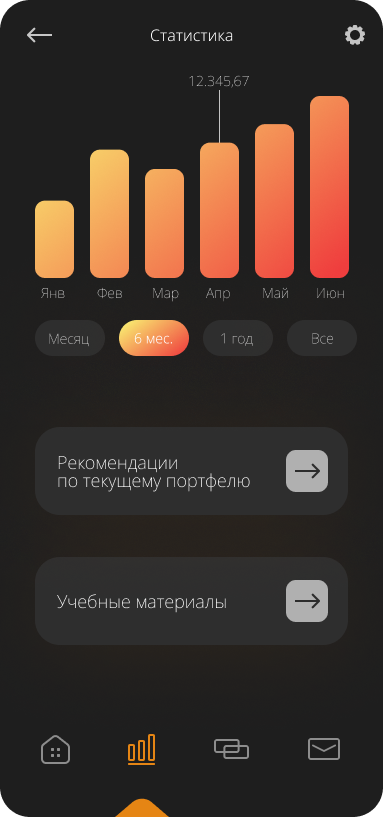 Статистика
12.345,67
Янв Фев Мар Апр Май Июн
Месяц 6 мес. 1 год Все
Рекомендации
по текущему портфелю
Учебные материалы